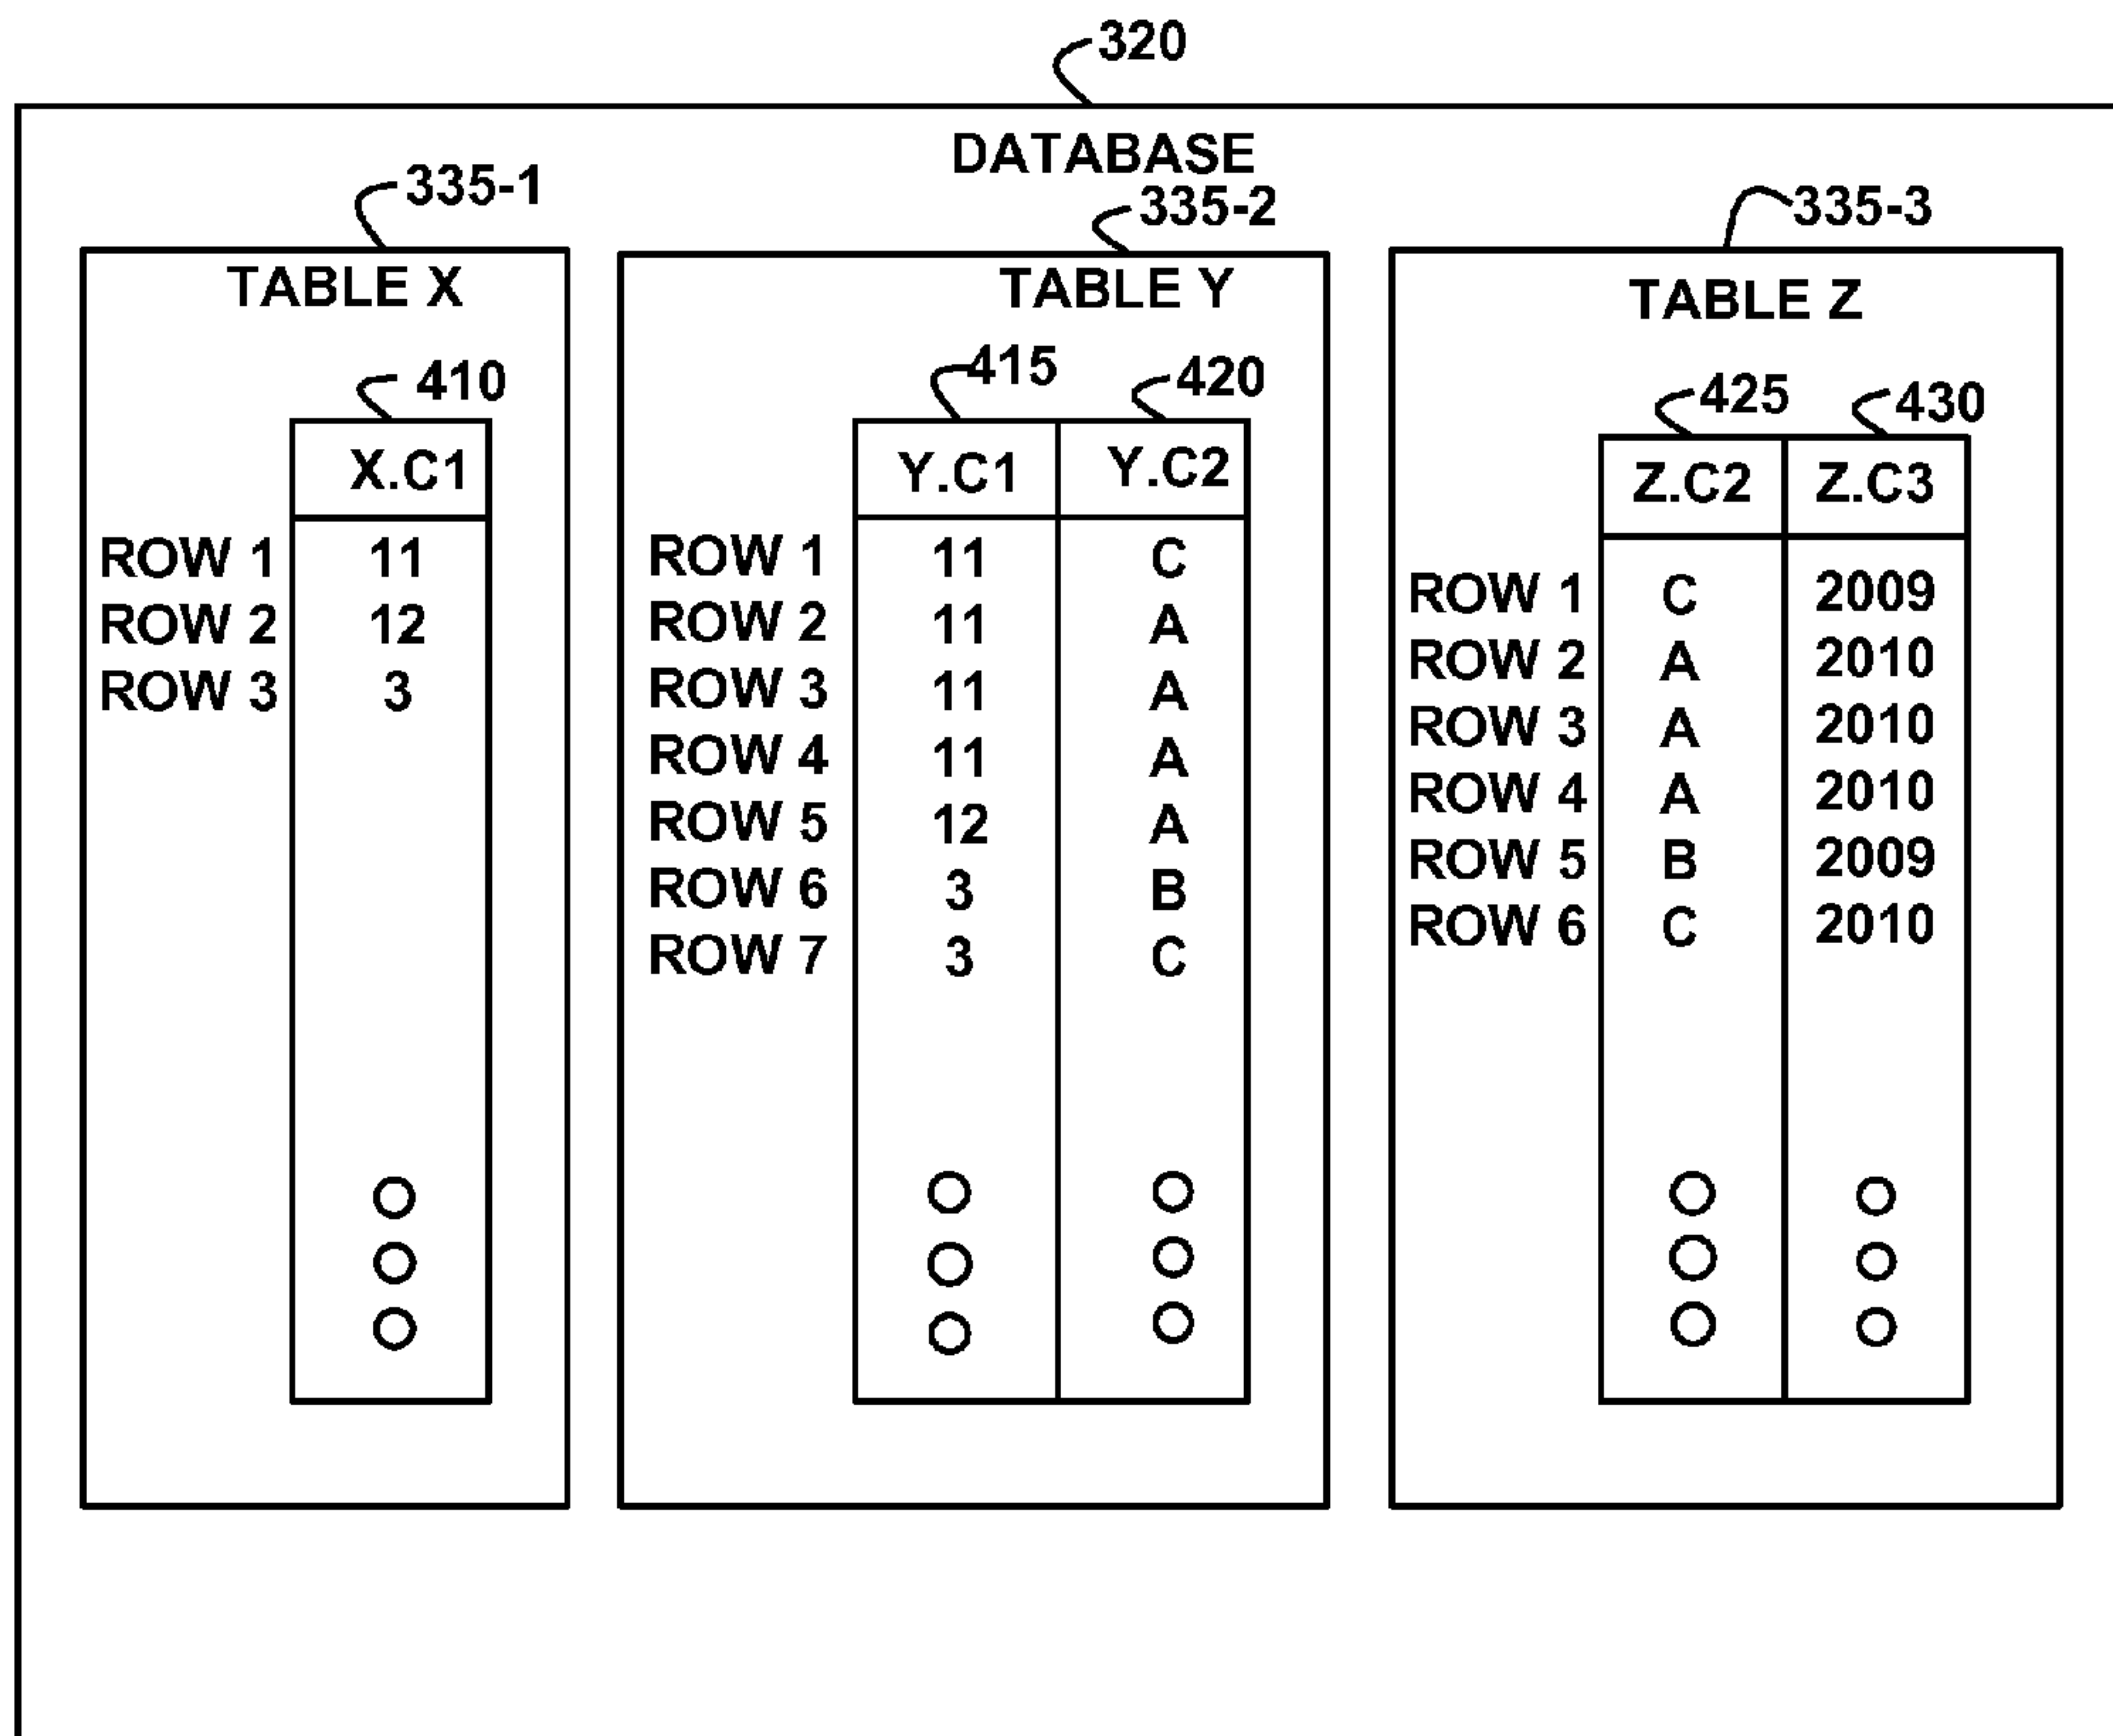 320
DATABASE
335-1
335-2
335-3
TABLE X
TABLE Y
TABLE Z
410
415
420
425
430
X.C1
Y.C1 Y.C2
Z.C2 Z.C3
ROW 1 11
ROW 2 12
ROW 3 3
ROW 1 11 C
ROW 2 11 A
ROW 3 11 A
ROW 4 11 A
ROW 5 12 A
ROW 6 3 B
ROW 7 3 C
ROW 1 C 2009
ROW 2 A 2010
ROW 3 A 2010
ROW 4 A 2010
ROW 5 B 2009
ROW 6 C 2010